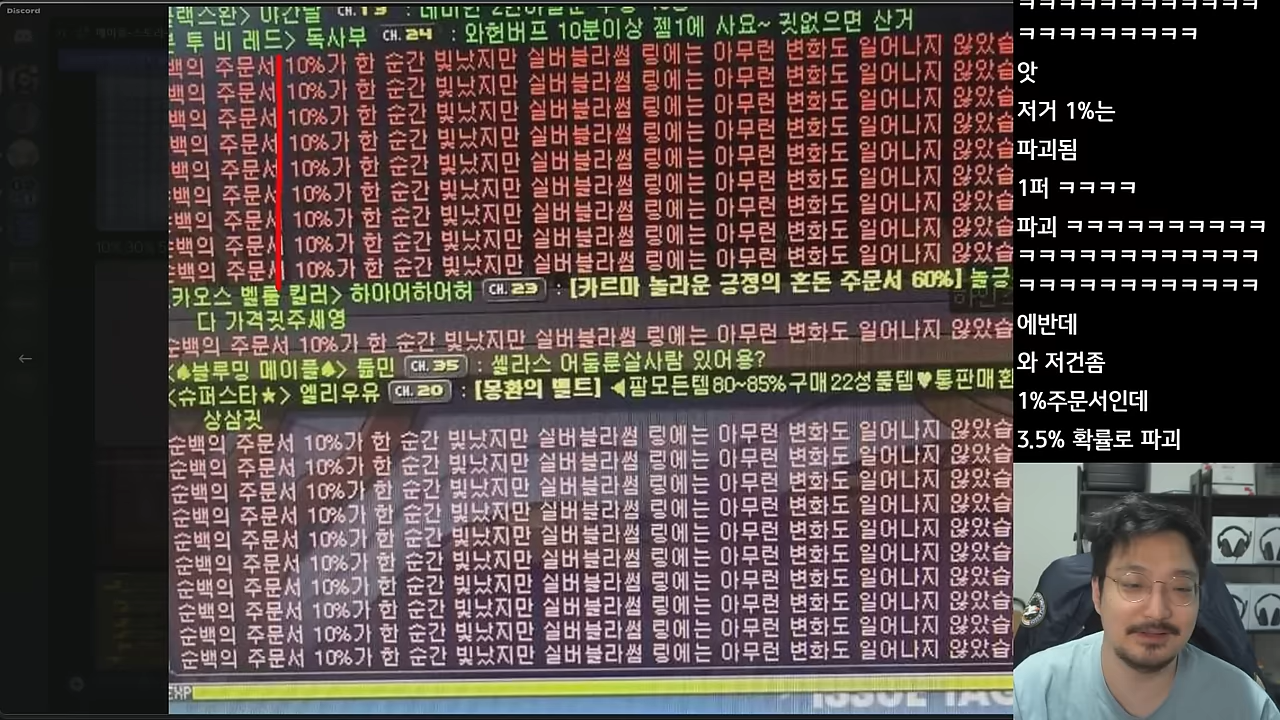 Discord
랙스완> 야간탈 CH.19
투 비 레드> 독사부 CH.24 : 와헌버프 10분이상 젬1에 사요~ 귓없으면 산거
백의 주문서 10%가 한 순간 빛났지만 실버블라썸 링에는 아무런 변화도 일어나지 않았습
백의 주문서 10%가 한 순간 빛났지만 실버블라썸 링에는 아무런 변화도 일어나지 않았습
백의 주문서 10%가 한 순간 빛났지만 실버블라썸 링에는 아무런 변화도 일어나지 않았습
백의 주문서 10%가 한 순간 빛났지만 실버블라썸 링에는 아무런 변화도 일어나지 않았습
백의 주문서 10%가 한 순간 빛났지만 실버블라썸 링에는 아무런 변화도 일어나지 않았습
백의 주문서 10%가 한 순간 빛났지만 실버블라썸 링에는 아무런 변화도 일어나지 않았습
백의 주문서 10%가 한 순간 빛났지만 실버블라썸 링에는 아무런 변화도 일어나지 않았습
백의 주문서 10%가 한 순간 빛났지만 실버블라썸 링에는 아무런 변화도 일어나지 않았습
백의 주문서 10%가 한 순간 빛났지만 실버블라썸 링에는 아무런 변화도 일어나지 않았습
카오스 벨룸 킬러> 하아어하어허 CH.23 : [카르마 놀라운 긍정의 혼돈 주문서 60%] 놀긍
다 가격귓주세영
순백의 주문서 10%가 한 순간 빛났지만 실버블라썸 링에는 아무런 변화도 일어나지 않았습
<♠블루밍 메이플♠> 튭민 CH.35 : 셀라스 어둠룬살사람 있어용?
<슈퍼스타★> 엘리우유 CH.20 : [몽환의 벨트] ◀팜모든템80~85%구매22성풀템♥통판매환
상삼귓
순백의 주문서 10%가 한 순간 빛났지만 실버블라썸 링에는 아무런 변화도 일어나지 않았습
순백의 주문서 10%가 한 순간 빛났지만 실버블라썸 링에는 아무런 변화도 일어나지 않았습
순백의 주문서 10%가 한 순간 빛났지만 실버블라썸 링에는 아무런 변화도 일어나지 않았습
순백의 주문서 10%가 한 순간 빛났지만 실버블라썸 링에는 아무런 변화도 일어나지 않았습
순백의 주문서 10%가 한 순간 빛났지만 실버블라썸 링에는 아무런 변화도 일어나지 않았습
순백의 주문서 10%가 한 순간 빛났지만 실버블라썸 링에는 아무런 변화도 일어나지 않았습
순백의 주문서 10%가 한 순간 빛났지만 실버블라썸 링에는 아무런 변화도 일어나지 않았습
순백의 주문서 10%가 한 순간 빛났지만 실버블라썸 링에는 아무런 변화도 일어나지 않았습
순백의 주문서 10%가 한 순간 빛났지만 실버블라썸 링에는 아무런 변화도 일어나지 않았습
순백의 주문서 10%가 한 순간 빛났지만 실버블라썸 링에는 아무런 변화도 일어나지 않았습
EXP
ㅋㅋㅋㅋㅋㅋㅋㅋㅋㅋㅋㅋ
ㅋㅋㅋㅋㅋㅋㅋㅋㅋ
앗
저거 1%는
파괴됨
1퍼 ㅋㅋㅋㅋ
파괴 ㅋㅋㅋㅋㅋㅋㅋㅋㅋㅋ
ㅋㅋㅋㅋㅋㅋㅋㅋㅋㅋㅋㅋ
ㅋㅋㅋㅋㅋㅋㅋㅋㅋㅋㅋㅋ
에반데
와 저건좀
1%주문서인데
3.5% 확률로 파괴